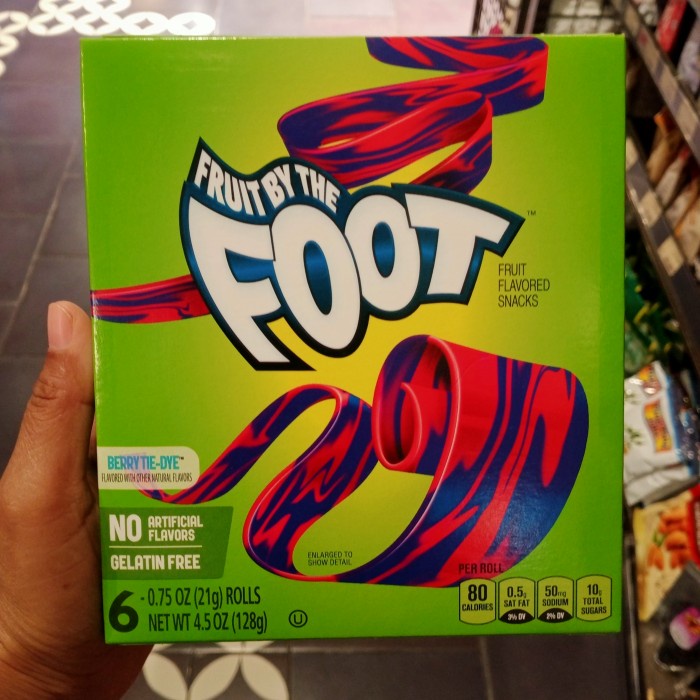 FRUIT BY THE
FOOT™
FRUIT
FLAVORED
SNACKS
BERRY TIE-DYE™
FLAVORED WITH OTHER NATURAL FLAVORS
NO ARTIFICIAL
FLAVORS
GELATIN FREE
ENLARGED TO
SHOW DETAIL
6 - 0.75 OZ (21g) ROLLS
NET WT 4.5 OZ (128g)
U
PER ROLL
80
CALORIES
0.5g
SAT FAT
3% DV
50mg
SODIUM
2% DV
10g
TOTAL
SUGARS